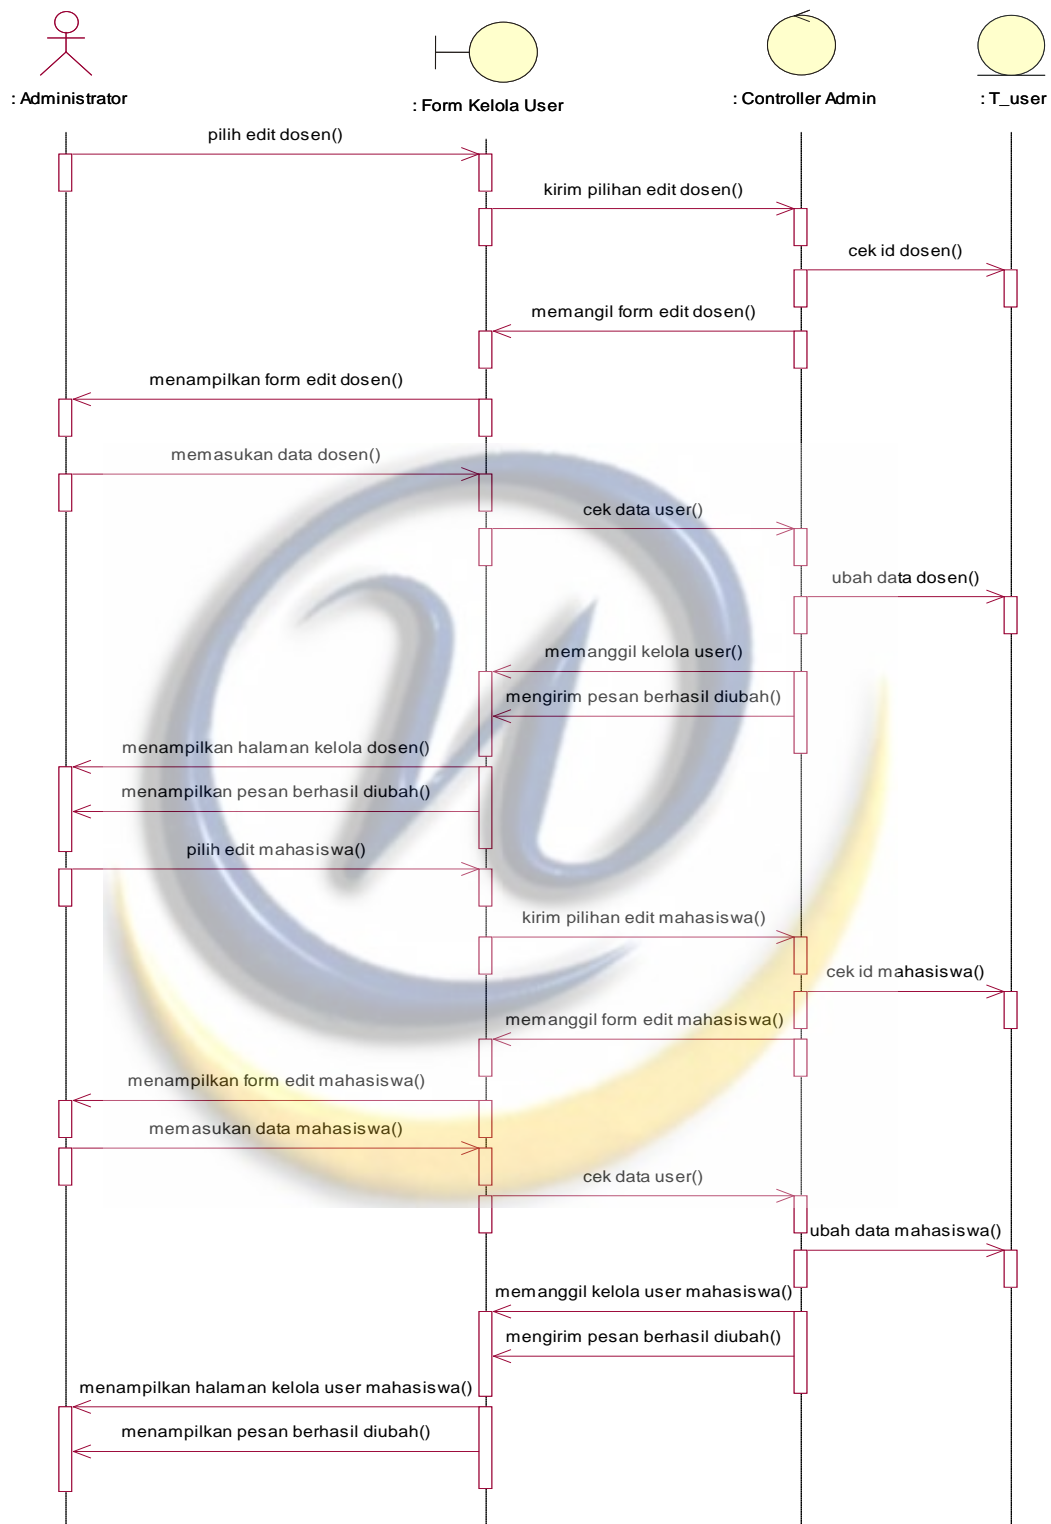 : Administrator
: Form Kelola User
: Controller Admin
: T_user
pilih edit dosen()
kirim pilihan edit dosen()
cek id dosen()
memangil form edit dosen()
menampilkan form edit dosen()
memasukan data dosen()
cek data user()
ubah data dosen()
memanggil kelola user()
mengirim pesan berhasil diubah()
menampilkan halaman kelola dosen()
menampilkan pesan berhasil diubah()
pilih edit mahasiswa()
kirim pilihan edit mahasiswa()
cek id mahasiswa()
memanggil form edit mahasiswa()
menampilkan form edit mahasiswa()
memasukan data mahasiswa()
cek data user()
ubah data mahasiswa()
memanggil kelola user mahasiswa()
mengirim pesan berhasil diubah()
menampilkan halaman kelola user mahasiswa()
menampilkan pesan berhasil diubah()